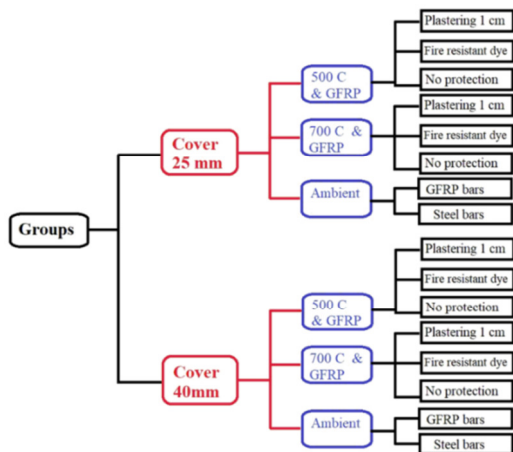 Groups
Cover
25 mm
500 C
& GFRP
Plastering 1 cm
Fire resistant dye
No protection
700 C &
GFRP
Plastering 1 cm
Fire resistant dye
No protection
Ambient
GFRP bars
Steel bars
Cover
40mm
500 C
& GFRP
Plastering 1 cm
Fire resistant dye
No protection
700 C &
GFRP
Plastering 1 cm
Fire resistant dye
No protection
Ambient
GFRP bars
Steel bars